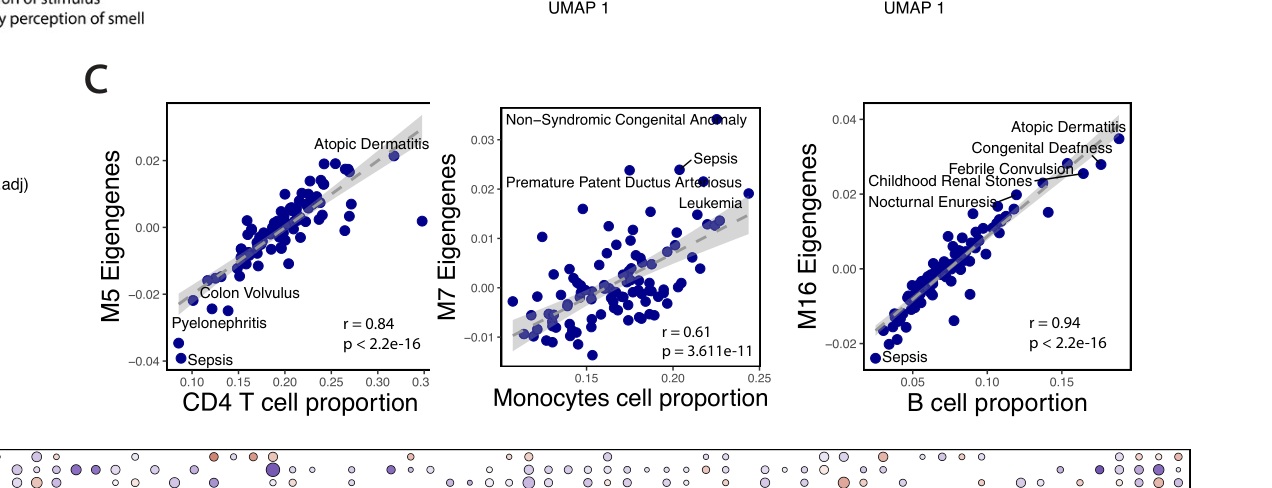 y perception of smell
UMAP 1
UMAP 1
C
adj)
M5 Eigengenes
0.02
0.00
−0.02
−0.04
Atopic Dermatitis
Colon Volvulus
Pyelonephritis
Sepsis
r = 0.84
p < 2.2e-16
0.10
0.15
0.20
0.25
0.30
0.3
CD4 T cell proportion
M7 Eigengenes
0.03
0.02
0.01
0.00
−0.01
Non−Syndromic Congenital Anomaly
Sepsis
Premature Patent Ductus Arteriosus
Leukemia
r = 0.61
p = 3.611e-11
0.15
0.20
0.25
Monocytes cell proportion
M16 Eigengenes
0.04
0.02
0.00
−0.02
Atopic Dermatitis
Congenital Deafness
Febrile Convulsion
Childhood Renal Stones
Nocturnal Enuresis
Sepsis
r = 0.94
p < 2.2e-16
0.05
0.10
0.15
B cell proportion